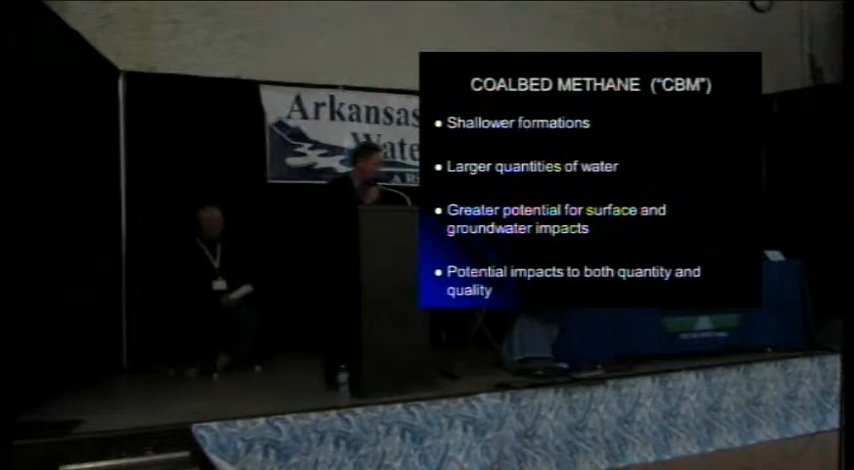 Arkansas
Wate
A R
COALBED METHANE ("CBM")
• Shallower formations
• Larger quantities of water
• Greater potential for surface and
groundwater impacts
• Potential impacts to both quantity and
quality